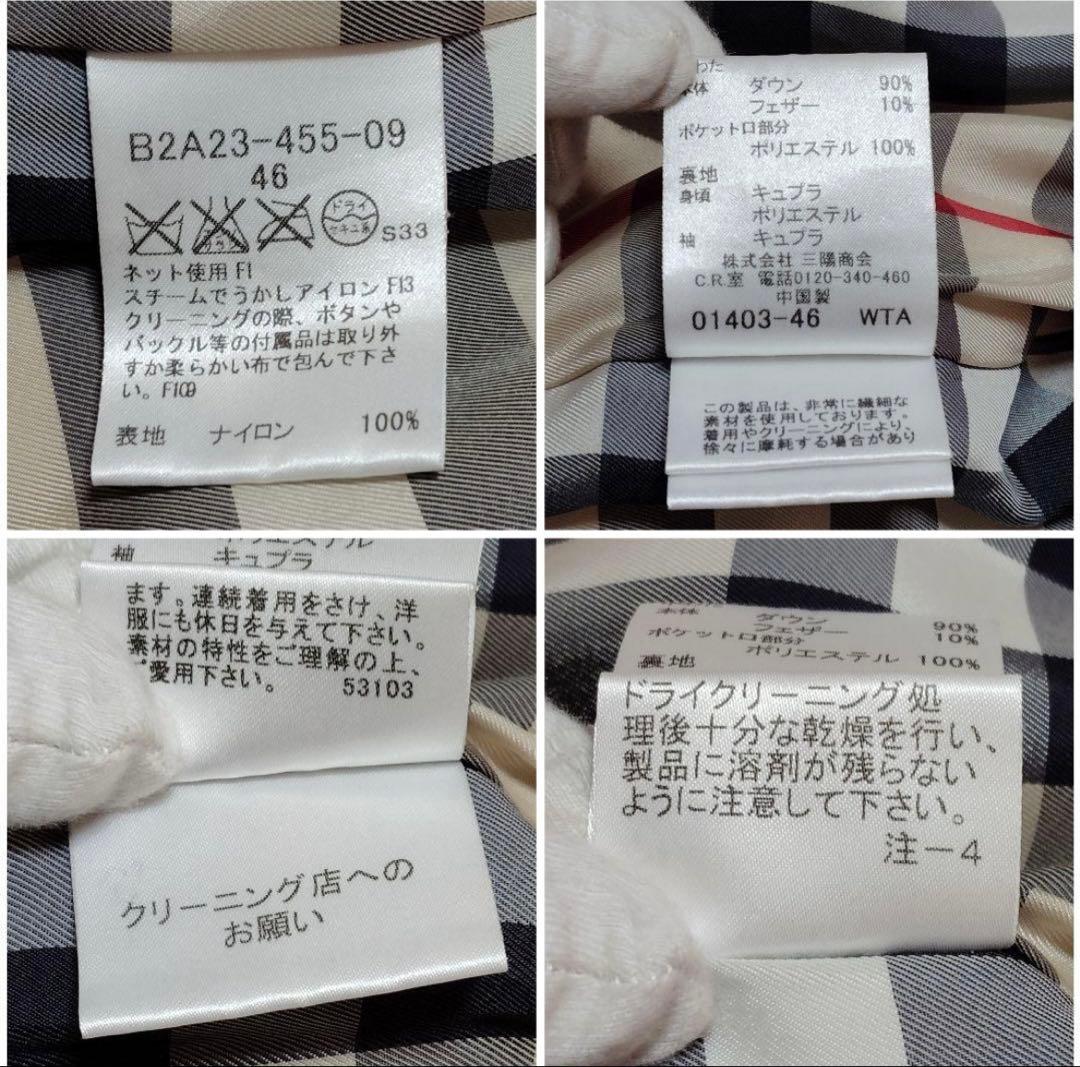 B2A23-455-09
46
ドライ
セキユ系
S33
ネット使用 F1
スチームでうかしアイロン F13
クリーニングの際、ボタンや
バックル等の付属品は取り外
すか柔らかい布で包んで下さ
い。F109
表地 ナイロン 100%
わた
本体 ダウン 90%
フェザー 10%
ポケット口部分
ポリエステル 100%
裏地
身頃 キュプラ
ポリエステル
袖 キュプラ
株式会社 三陽商会
C.R.室 電話0120-340-460
中国製
01403-46 WTA
この製品は、非常に繊細な
素材を使用しております。
着用やクリーニングにより、
徐々に摩耗する場合があり
ポリエステル
袖 キュプラ
ます。連続着用をさけ、洋
服にも休日を与えて下さい。
素材の特性をご理解の上、
ご愛用下さい。 53103
クリーニング店への
お願い
本体 ダウン 90%
フェザー 10%
ポケット口部分
ポリエステル 100%
裏地
ドライクリーニング処
理後十分な乾燥を行い、
製品に溶剤が残らない
ように注意して下さい。
注-4